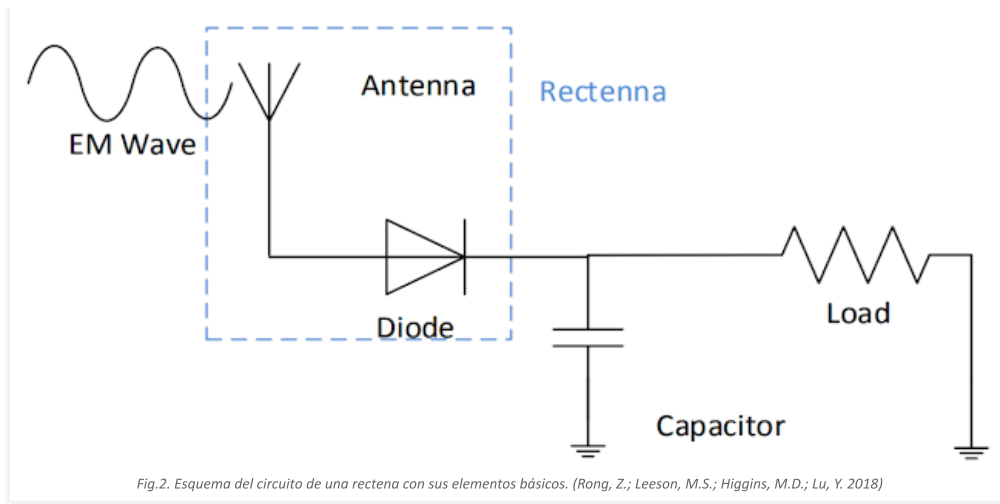 Antenna
Rectenna
EM Wave
Diode
Load
Capacitor
Fig.2. Esquema del circuito de una rectena con sus elementos básicos. (Rong, Z.; Leeson, M.S.; Higgins, M.D.; Lu, Y. 2018)